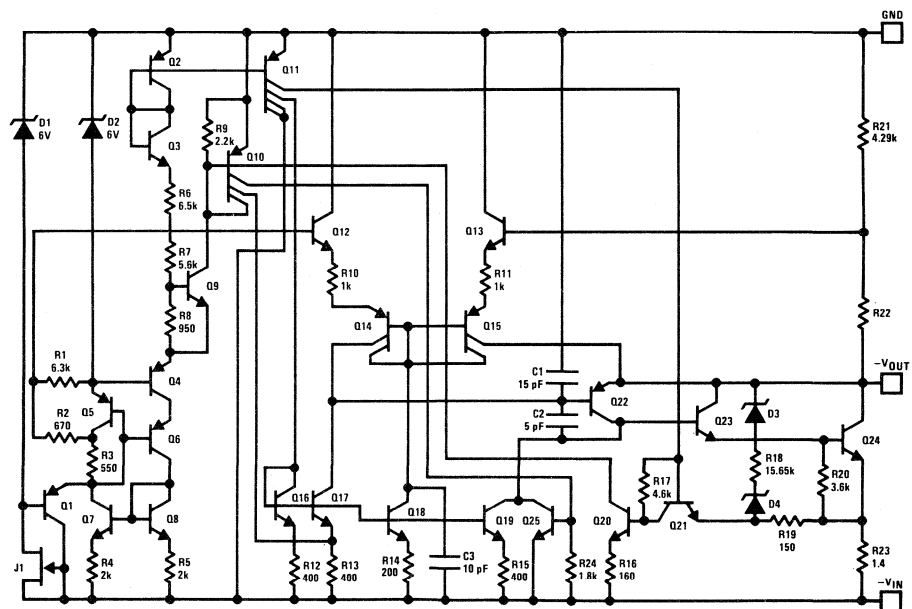 GND
Q2
Q11
D1
6V
D2
6V
R9
2.2k
R21
4.29k
Q3
Q10
R6
6.5k
Q12
Q13
R7
5.6k
R10
1k
R11
1k
Q9
R8
950
R22
Q14
Q15
R1
6.3k
Q4
C1
15 pF
Q22
-VOUT
Q5
R2
670
C2
5 pF
Q23
D3
Q24
Q6
R3
550
R18
15.65k
R20
3.6k
R17
4.6k
Q1
Q7
Q8
Q16
Q17
Q18
Q19
Q25
Q20
Q21
D4
R19
150
J1
R4
2k
R5
2k
R12
400
R13
400
R14
200
C3
10 pF
R15
400
R24
1.8k
R16
160
R23
1.4
-VIN